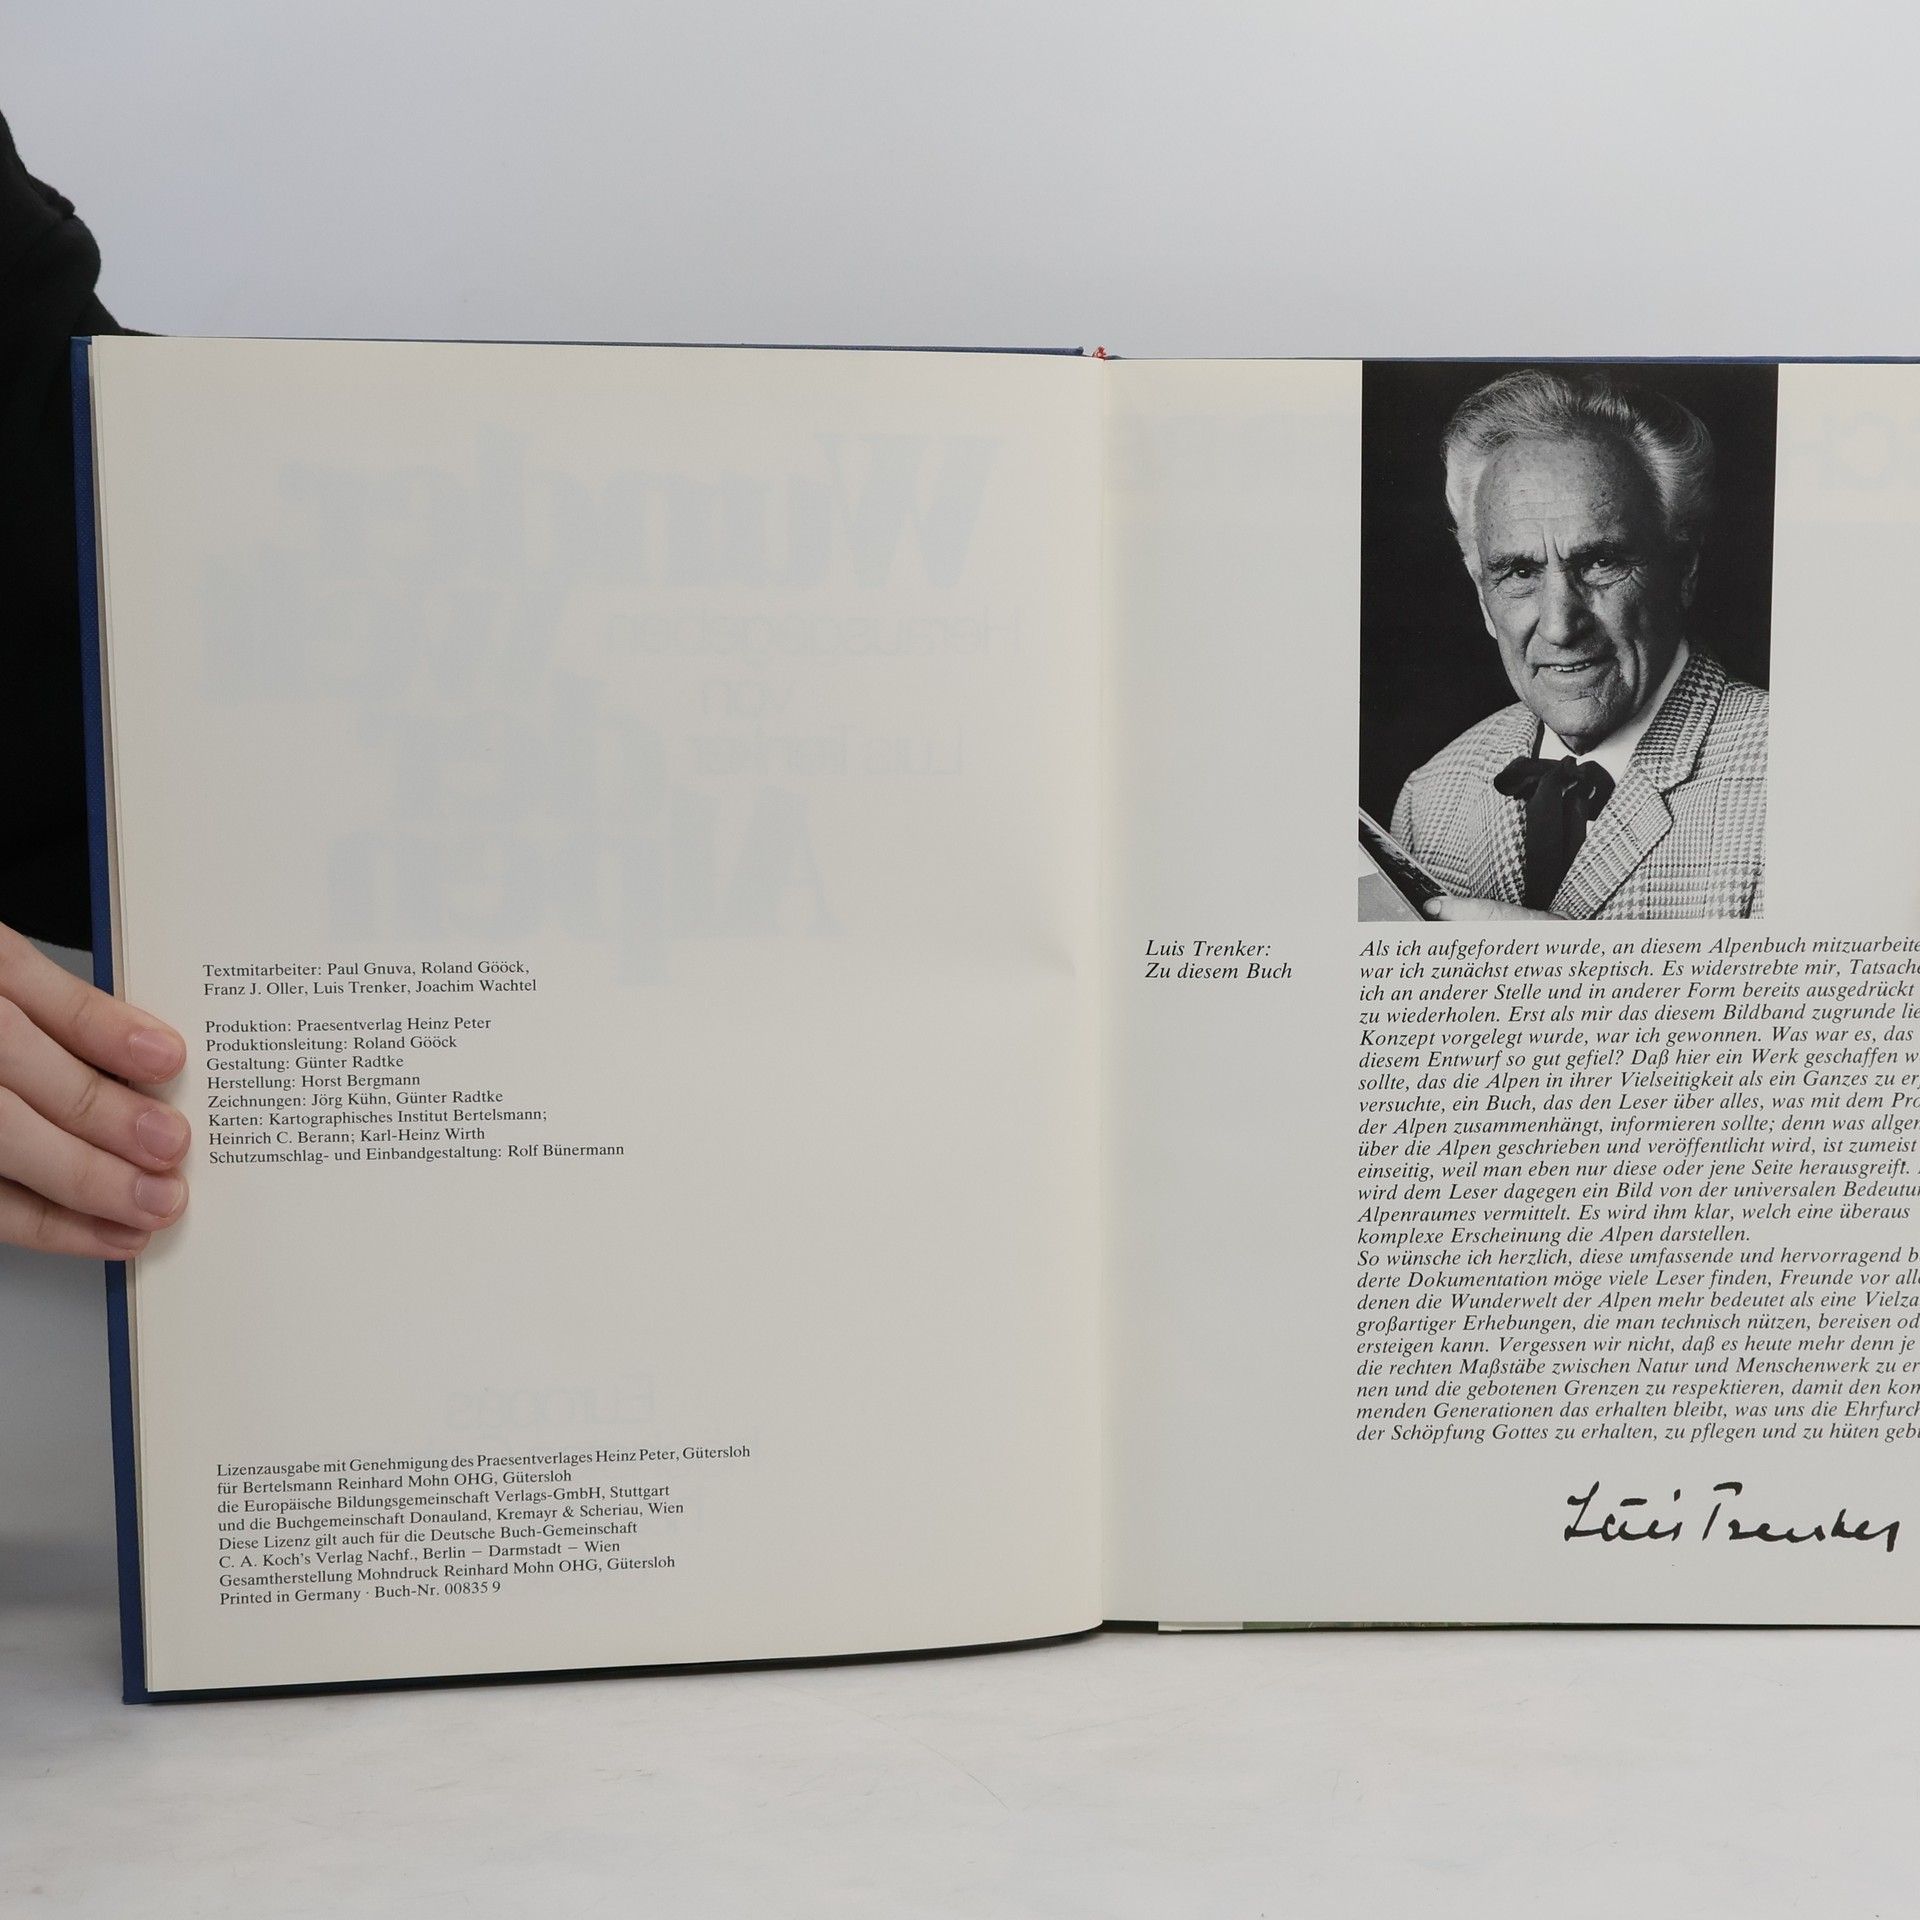 Textmitarbeiter: Paul Gnuva, Roland Gööck,
Franz J. Oller, Luis Trenker, Joachim Wachtel
Produktion: Praesentverlag Heinz Peter
Produktionsleitung: Roland Gööck
Gestaltung: Günter Radtke
Herstellung: Horst Bergmann
Zeichnungen: Jörg Kühn, Günter Radtke
Karten: Kartographisches Institut Bertelsmann;
Heinrich C. Berann; Karl-Heinz Wirth
Schutzumschlag- und Einbandgestaltung: Rolf Bünermann
Lizenzausgabe mit Genehmigung des Praesentverlages Heinz Peter, Gütersloh
für Bertelsmann Reinhard Mohn OHG, Gütersloh
die Europäische Bildungsgemeinschaft Verlags-GmbH, Stuttgart
und die Buchgemeinschaft Donauland, Kremayr & Scheriau, Wien
Diese Lizenz gilt auch für die Deutsche Buch-Gemeinschaft
C. A. Koch's Verlag Nachf., Berlin – Darmstadt – Wien
Gesamtherstellung Mohndruck Reinhard Mohn OHG, Gütersloh
Printed in Germany · Buch-Nr. 00835 9
Luis Trenker:
Zu diesem Buch
Als ich aufgefordert wurde, an diesem Alpenbuch
war ich zunächst etwas skeptisch. Es widerstrebte mir,
ich an anderer Stelle und in anderer Form bereits ausgedrückt
zu wiederholen. Erst als mir das diesem Bildband zugrunde
Konzept vorgelegt wurde, war ich gewonnen. Was war es, das
diesem Entwurf so gut gefiel? Daß hier ein Werk geschaffen
sollte, das die Alpen in ihrer Vielseitigkeit als ein Ganzes zu
versuchte, ein Buch, das den Leser über alles, was mit dem
der Alpen zusammenhängt, informieren sollte; denn was
über die Alpen geschrieben und veröffentlicht wird, ist zumeist
einseitig, weil man eben nur diese oder jene Seite herausgreift.
wird dem Leser dagegen ein Bild von der universalen
Alpenraumes vermittelt. Es wird ihm klar, welch eine überaus
komplexe Erscheinung die Alpen darstellen.
So wünsche ich herzlich, diese umfassende und hervorragend
derte Dokumentation möge viele Leser finden, Freunde vor
denen die Wunderwelt der Alpen mehr bedeutet als eine
großartiger Erhebungen, die man technisch nützen, bereisen
ersteigen kann. Vergessen wir nicht, daß es heute mehr denn je
die rechten Maßstäbe zwischen Natur und Menschenwerk zu
nen und die gebotenen Grenzen zu respektieren, damit den
menden Generationen das erhalten bleibt, was uns die
der Schöpfung Gottes zu erhalten, zu pflegen und zu hüten
Luis Trenker